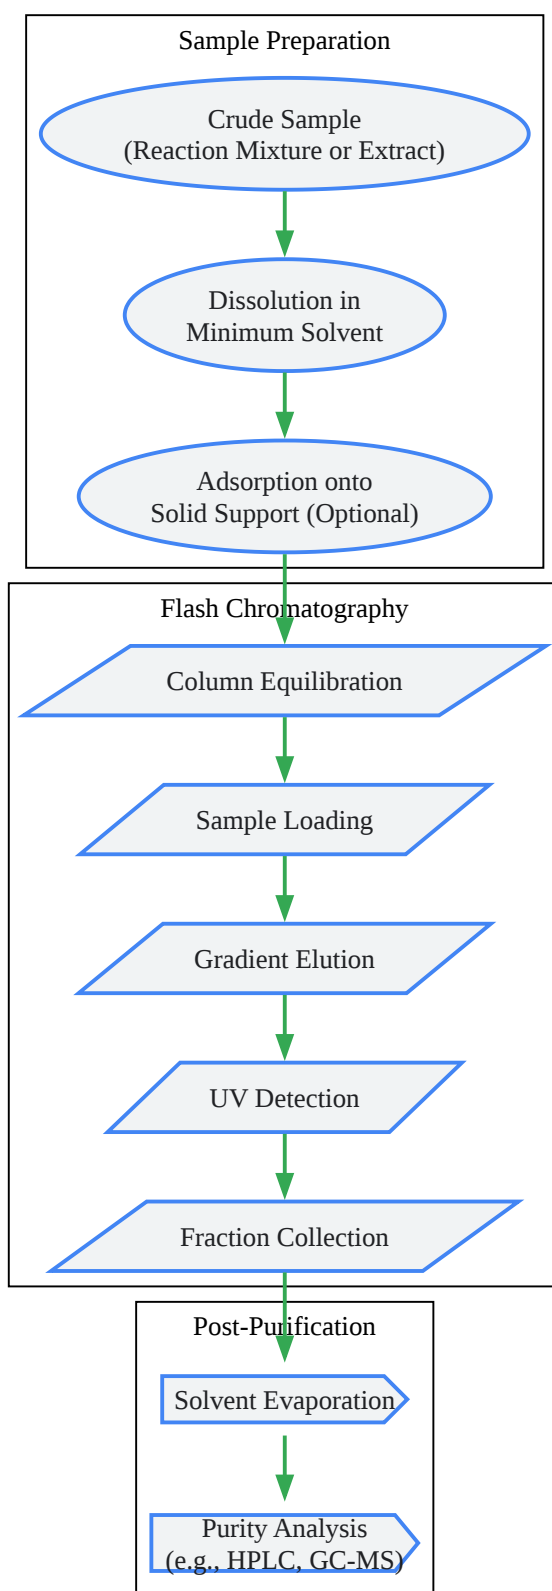 Sample Preparation
Crude Sample
(Reaction Mixture or Extract)
Dissolution in
Minimum Solvent
Adsorption onto
Solid Support (Optional)
Flash Chromatography
Column Equilibration
Sample Loading
Gradient Elution
UV Detection
Fraction Collection
Post-Purification
Solvent Evaporation
Purity Analysis
(e.g., HPLC, GC-MS)